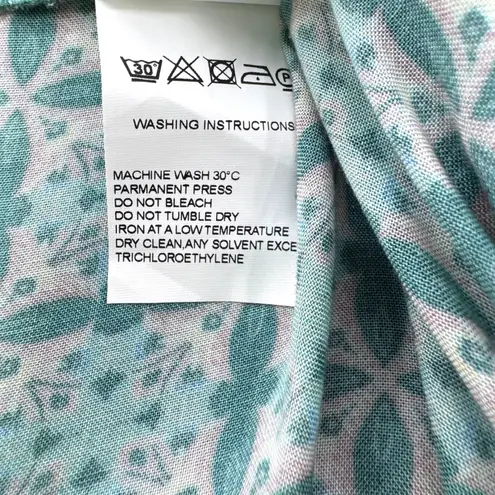 30°
P
WASHING INSTRUCTIONS
MACHINE WASH 30°C
PARMANENT PRESS
DO NOT BLEACH
DO NOT TUMBLE DRY
IRON AT A LOW TEMPERATURE
DRY CLEAN,ANY SOLVENT EXCE
TRICHLOROETHYLENE